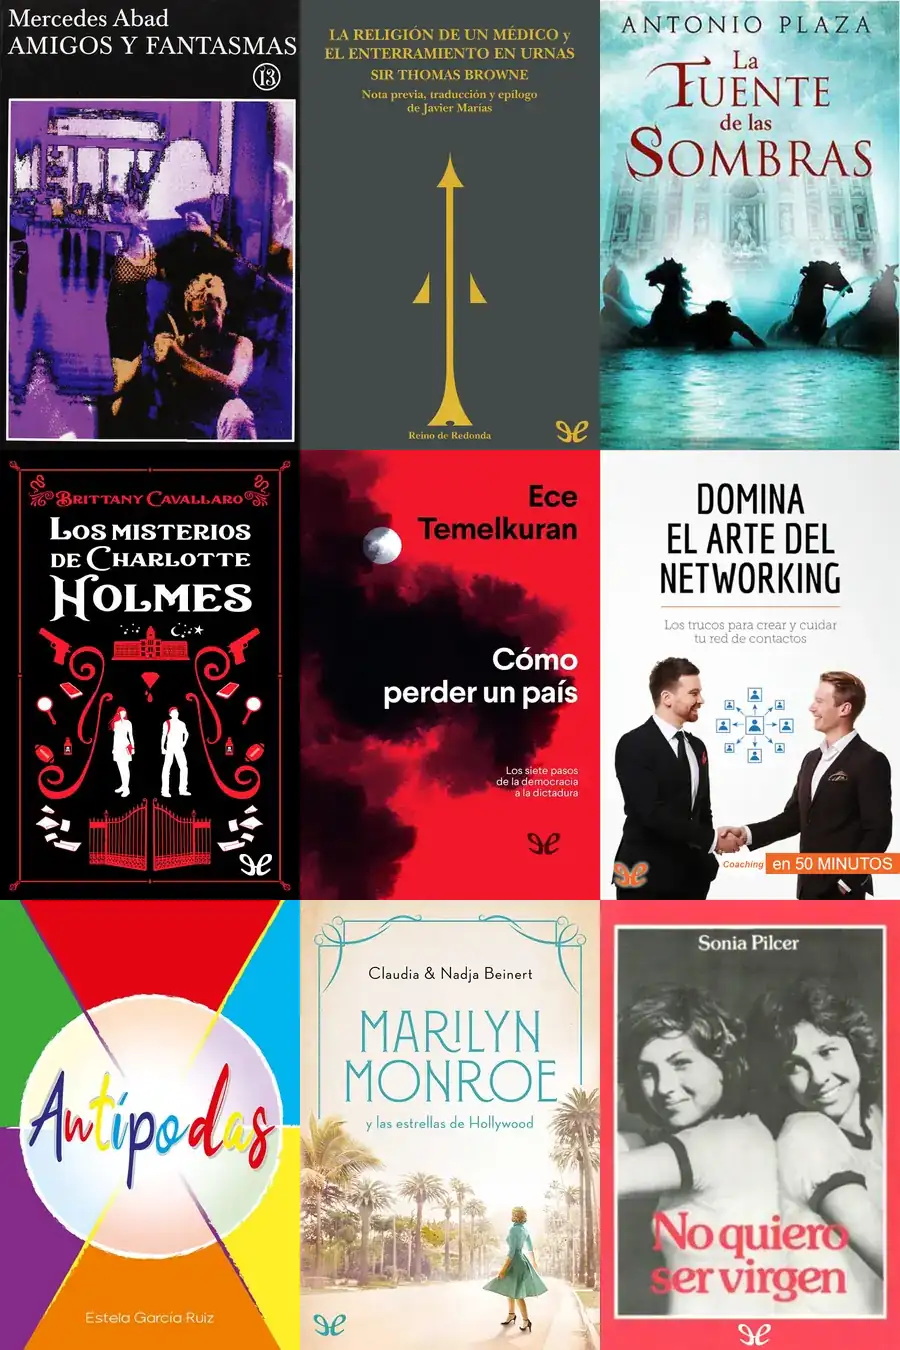 Mercedes Abad
AMIGOS Y FANTASMAS
13
LA RELIGIÓN DE UN MÉDICO y
EL ENTERRAMIENTO EN URNAS
SIR THOMAS BROWNE
Nota previa, traducción y epílogo
de Javier Marías
Reino de Redonda
ANTONIO PLAZA
La
FUENTE
de las
SOMBRAS
BRITTANY CAVALLARO
LOS MISTERIOS
DE CHARLOTTE
HOLMES
Ece
Temelkuran
Cómo
perder un país
Los siete pasos
de la democracia
a la dictadura
DOMINA
EL ARTE DEL
NETWORKING
Los trucos para crear y cuidar
tu red de contactos
Coaching en 50 MINUTOS
Antípodas
Estela García Ruiz
Claudia & Nadja Beinert
MARILYN
MONROE
y las estrellas de Hollywood
Sonia Pilcer
No quiero
ser virgen